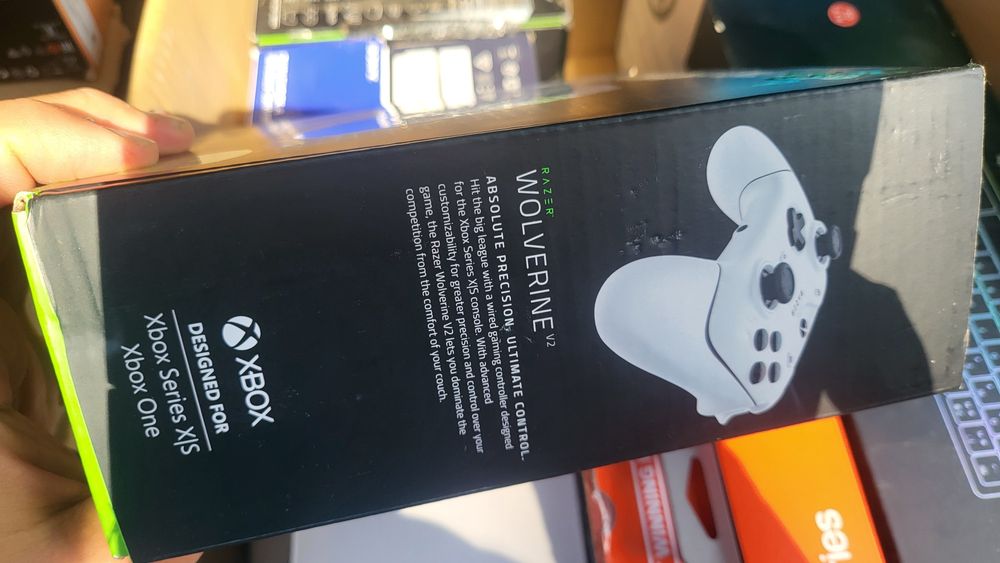 RAZER
WOLVERINE V2
ABSOLUTE PRECISION, ULTIMATE CONTROL.
Hit the big league with a wired gaming controller designed
for the Xbox Series X|S console. With advanced
customizability for greater precision and control over your
game, the Razer Wolverine V2 lets you dominate the
competition from the comfort of your couch.
XBOX
DESIGNED FOR
Xbox Series X|S
Xbox One
WINNING
ies